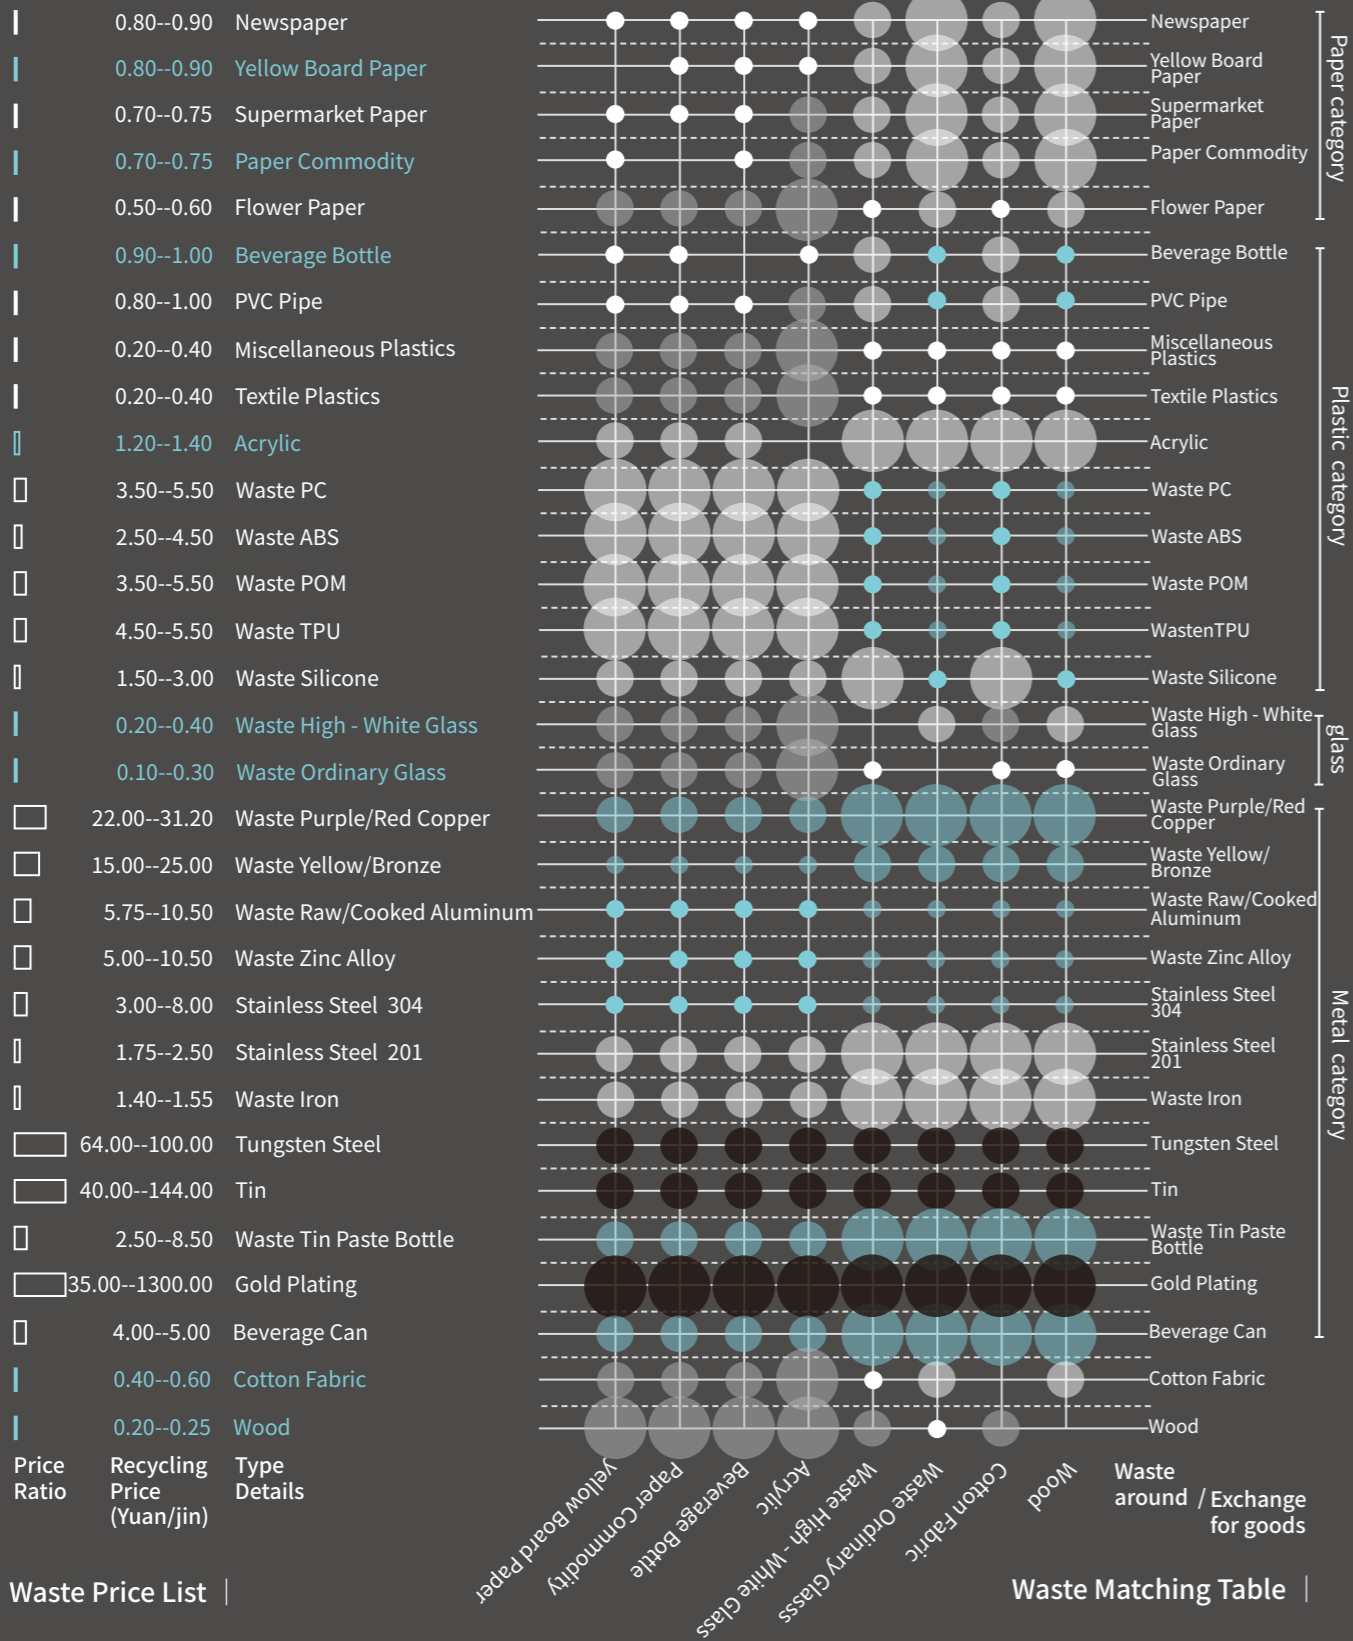 0.80--0.90 Newspaper
0.80--0.90 Yellow Board Paper
0.70--0.75 Supermarket Paper
0.70--0.75 Paper Commodity
0.50--0.60 Flower Paper
0.90--1.00 Beverage Bottle
0.80--1.00 PVC Pipe
0.20--0.40 Miscellaneous Plastics
0.20--0.40 Textile Plastics
1.20--1.40 Acrylic
3.50--5.50 Waste PC
2.50--4.50 Waste ABS
3.50--5.50 Waste POM
4.50--5.50 Waste TPU
1.50--3.00 Waste Silicone
0.20--0.40 Waste High - White Glass
0.10--0.30 Waste Ordinary Glass
22.00--31.20 Waste Purple/Red Copper
15.00--25.00 Waste Yellow/Bronze
5.75--10.50 Waste Raw/Cooked Aluminum
5.00--10.50 Waste Zinc Alloy
3.00--8.00 Stainless Steel 304
1.75--2.50 Stainless Steel 201
1.40--1.55 Waste Iron
64.00--100.00 Tungsten Steel
40.00--144.00 Tin
2.50--8.50 Waste Tin Paste Bottle
35.00--1300.00 Gold Plating
4.00--5.00 Beverage Can
0.40--0.60 Cotton Fabric
0.20--0.25 Wood
Price
Ratio
Recycling
Price
(Yuan/jin)
Type
Details
Waste Price List
Newspaper
Yellow Board
Paper
Supermarket
Paper
Paper Commodity
Flower Paper
Beverage Bottle
PVC Pipe
Miscellaneous
Plastics
Textile Plastics
Acrylic
Waste PC
Waste ABS
Waste POM
WastenTPU
Waste Silicone
Waste High - White
Glass
Waste Ordinary
Glass
Waste Purple/Red
Copper
Waste Yellow/
Bronze
Waste Raw/Cooked
Aluminum
Waste Zinc Alloy
Stainless Steel
304
Stainless Steel
201
Waste Iron
Tungsten Steel
Tin
Waste Tin Paste
Bottle
Gold Plating
Beverage Can
Cotton Fabric
Wood
Paper category
Plastic category
glass
Metal category
yellow Board Paper
Paper Commodity
Beverage Bottle
Acrylic
Waste High - White Glass
Waste Ordinary Glasss
Cotton Fabric
Wood
Waste
around / Exchange
for goods
Waste Matching Table